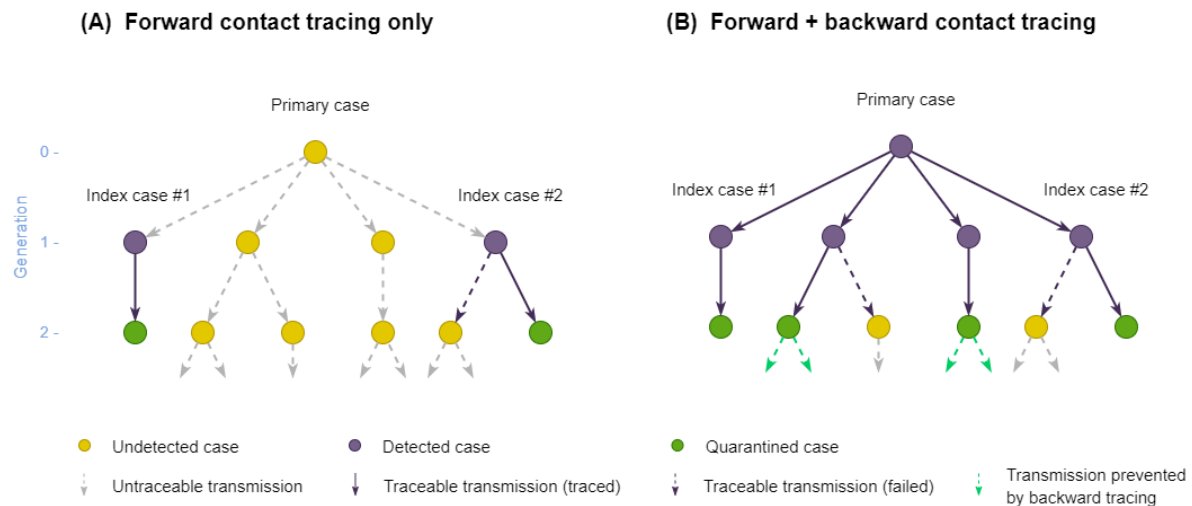 (A) Forward contact tracing only
(B) Forward + backward contact tracing
Primary case
Primary case
0 -
Index case #1
Index case #2
Index case #1
Index case #2
Generation
1 -
2 -
Undetected case
Detected case
Quarantined case
Untraceable transmission
Traceable transmission (traced)
Traceable transmission (failed)
Transmission prevented
by backward tracing